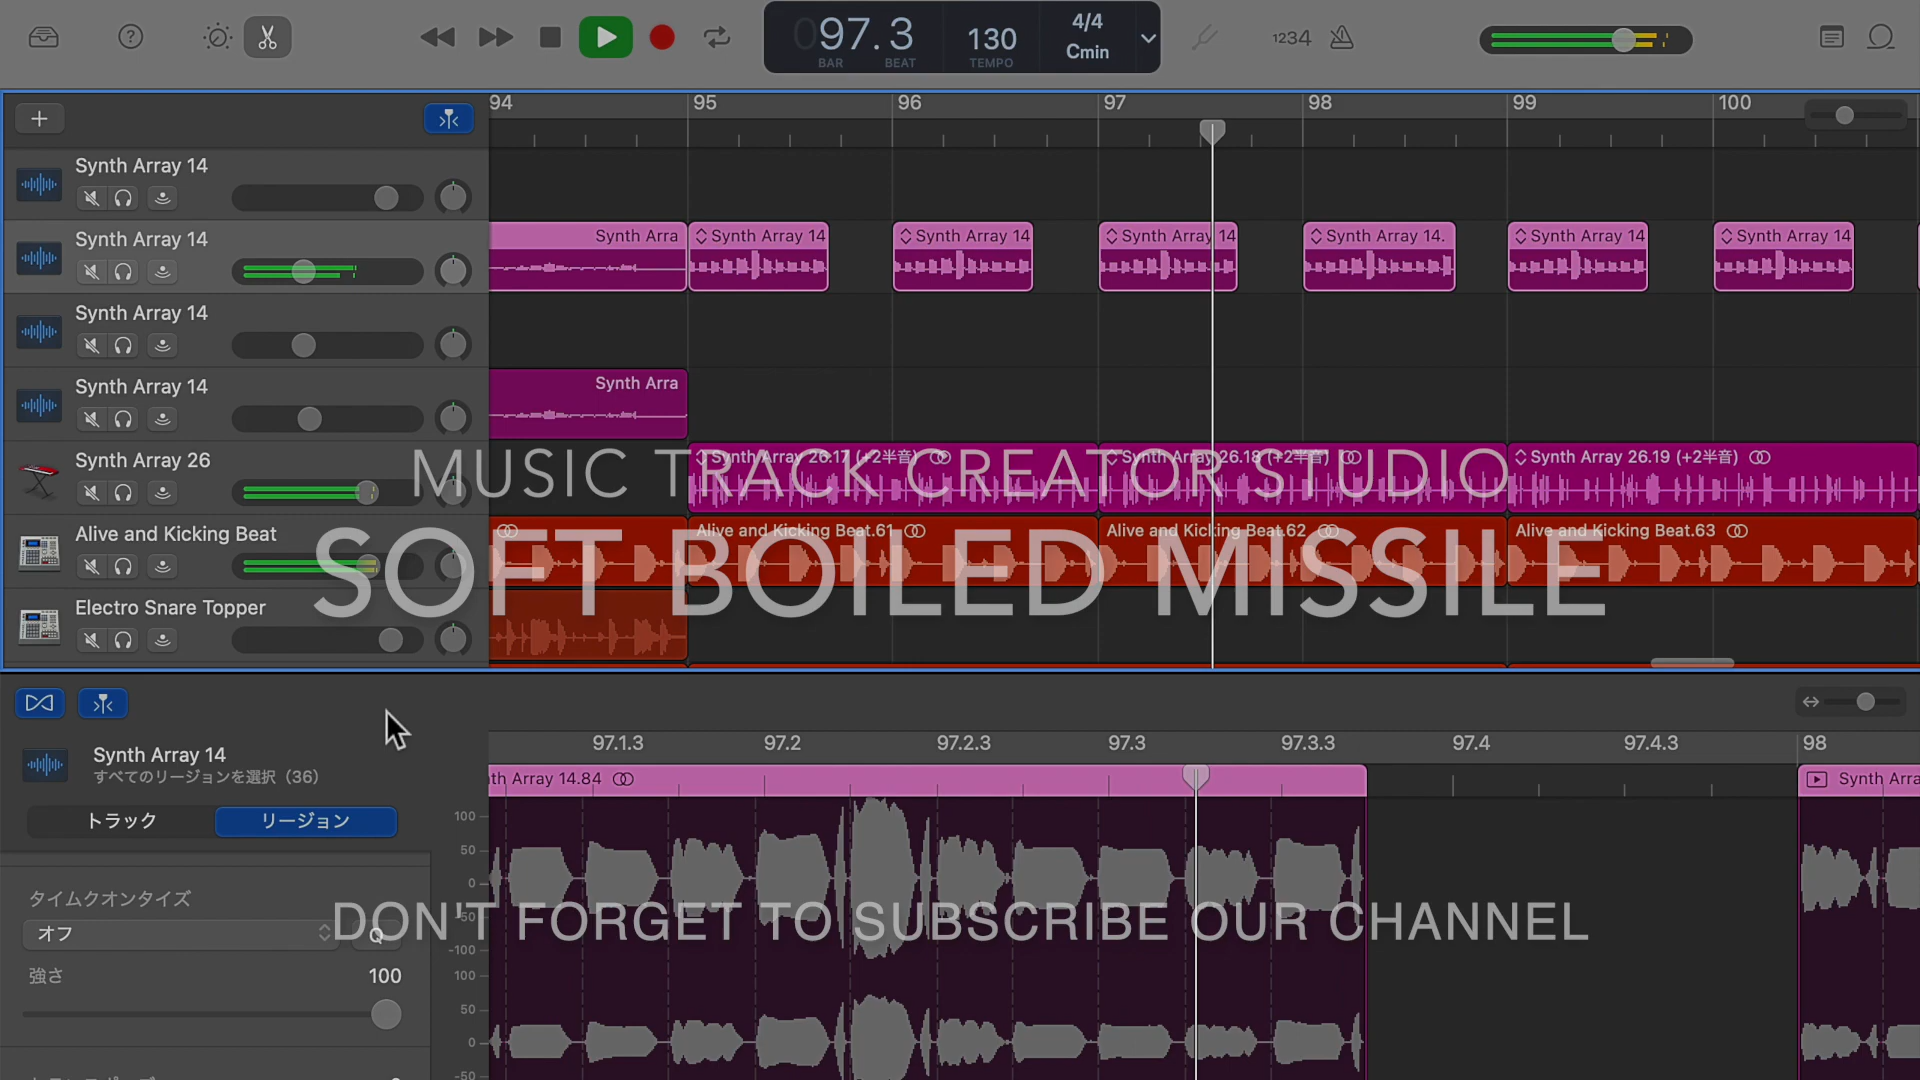 097.3
BAR BEAT
130
TEMPO
4/4
Cmin
1234
94 95 96 97 98 99 100
Synth Array 14
Synth Array 14
Synth Arra
Synth Array 14
Synth Array 14
Synth Array 14
Synth Array 14.
Synth Array 14
Synth Array 14
Synth Array 14
Synth Array 14
Synth Arra
Synth Array 26
Synth Array 26.17 (+2半音)
Synth Array 26.18 (+2半音)
Synth Array 26.19 (+2半音)
MUSIC TRACK CREATOR STUDIO
Alive and Kicking Beat
Alive and Kicking Beat.61
Alive and Kicking Beat.62
Alive and Kicking Beat.63
SOFT BOILED MISSILE
Electro Snare Topper
97.1.3 97.2 97.2.3 97.3 97.3.3 97.4 97.4.3 98
Synth Array 14
すべてのリージョンを選択（36）
th Array 14.84
Synth Arra
トラック リージョン
100
50
0
-50
-100
100
50
0
-50
タイムクオンタイズ
オフ
Q
DON'T FORGET TO SUBSCRIBE OUR CHANNEL
強さ 100